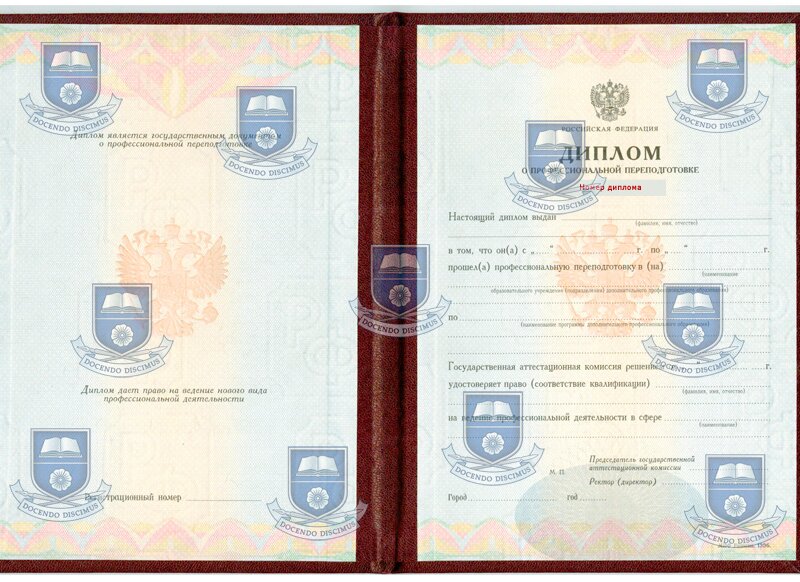 DOCENDO DISCIMUS
DOCENDO DISCIMUS
Диплом является государственным документом
о профессиональной переподготовке
DOCENDO DISCIMUS
Диплом дает право на ведение нового вида
профессиональной деятельности
DOCENDO DISCIMUS
DOCENDO DISCIMUS
Регистрационный номер
DOCENDO DISCIMUS
DOCENDO DISCIMUS
РОССИЙСКАЯ ФЕДЕРАЦИЯ
ДИПЛОМ
О ПРОФЕССИОНАЛЬНОЙ ПЕРЕПОДГОТОВКЕ
Номер диплома
DOCENDO DISCIMUS
DOCENDO DISCIMUS
Настоящий диплом выдан
(фамилия, имя, отчество)
в том, что он(а) с „ “ г. по „ “ г.
прошел(а) профессиональную переподготовку в (на)
(наименование
образовательного учреждения (подразделения) дополнительного профессионального образования)
по
(наименование программы дополнительного профессионального образования)
DOCENDO DISCIMUS
Государственная аттестационная комиссия решением „ “ г.
удостоверяет право (соответствие квалификации)
(фамилия, имя, отчество)
на ведение профессиональной деятельности в сфере
(наименование)
DOCENDO DISCIMUS
Председатель государственной
аттестационной комиссии
М. П.
Ректор (директор)
Город год
DOCENDO DISCIMUS